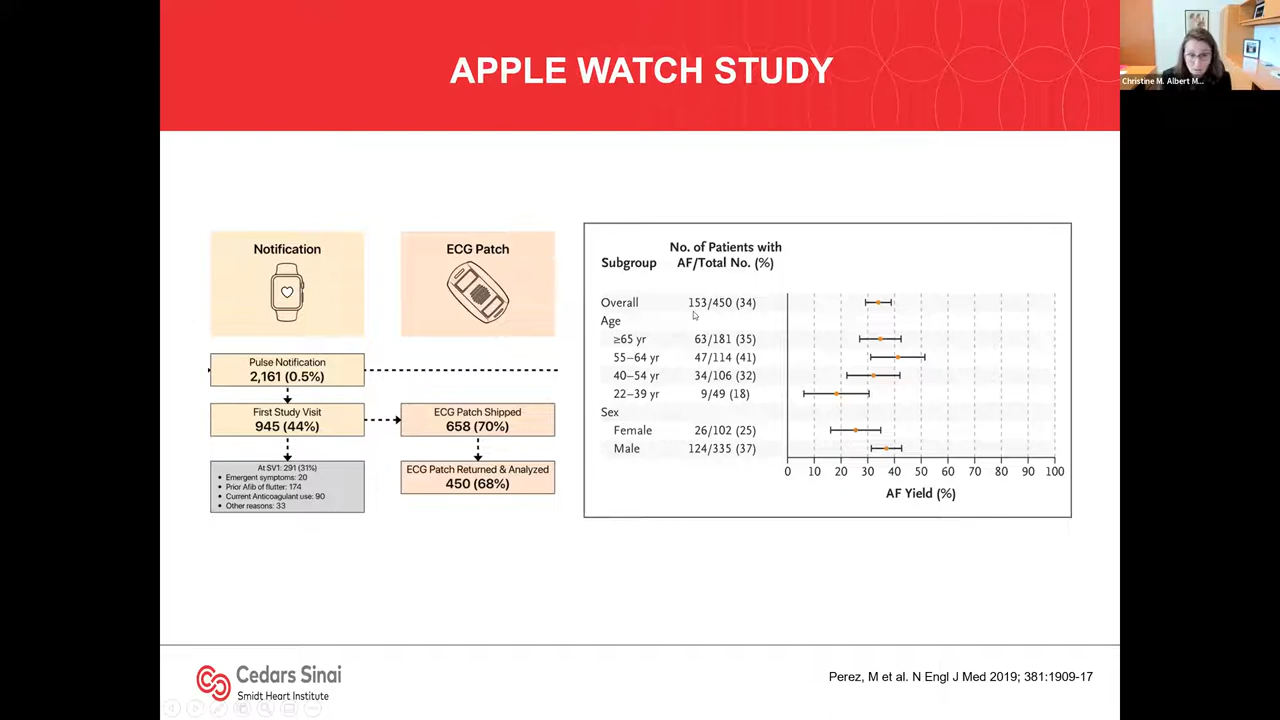 APPLE WATCH STUDY
Christine M. Albert M...
Notification
ECG Patch
Pulse Notification
2,161 (0.5%)
First Study Visit
945 (44%)
ECG Patch Shipped
658 (70%)
At SV1: 291 (31%)
• Emergent symptoms: 20
• Prior Afib of flutter: 174
• Current Anticoagulant use: 90
• Other reasons: 33
ECG Patch Returned & Analyzed
450 (68%)
No. of Patients with
Subgroup AF/Total No. (%)
Overall 153/450 (34)
Age
≥65 yr 63/181 (35)
55–64 yr 47/114 (41)
40–54 yr 34/106 (32)
22–39 yr 9/49 (18)
Sex
Female 26/102 (25)
Male 124/335 (37)
0 10 20 30 40 50 60 70 80 90 100
AF Yield (%)
Cedars Sinai
Smidt Heart Institute
Perez, M et al. N Engl J Med 2019; 381:1909-17